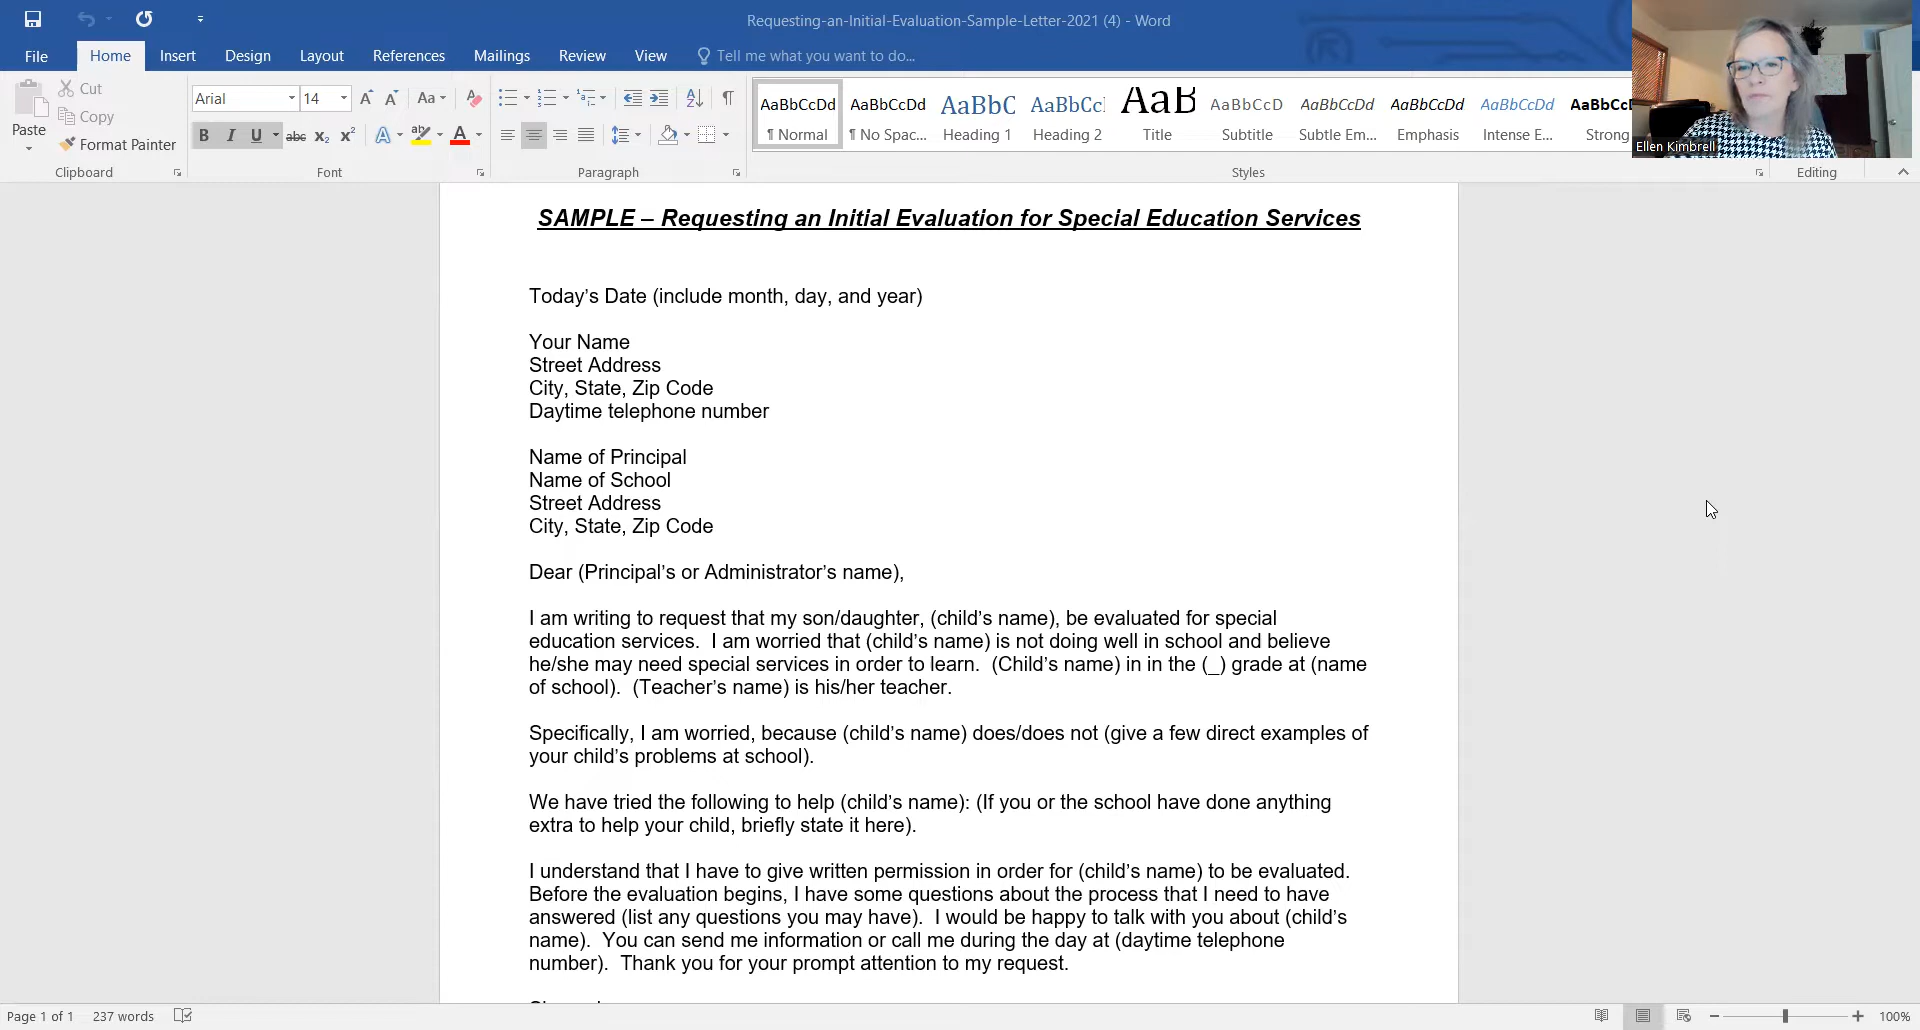 Requesting-an-Initial-Evaluation-Sample-Letter-2021 (4) - Word
File Home Insert Design Layout References Mailings Review View Tell me what you want to do...
Ellen Kimbrell
Paste
Cut
Copy
Format Painter
Arial 14
AaBbCcDd AaBbCcDd AaBbC AaBbCc AaB AaBbCcD AaBbCcDd AaBbCcDd AaBbCcDd AaBbCcD
¶ Normal ¶ No Spac... Heading 1 Heading 2 Title Subtitle Subtle Em... Emphasis Intense E... Strong
Clipboard Font Paragraph Styles Editing
SAMPLE – Requesting an Initial Evaluation for Special Education Services
Today’s Date (include month, day, and year)
Your Name
Street Address
City, State, Zip Code
Daytime telephone number
Name of Principal
Name of School
Street Address
City, State, Zip Code
Dear (Principal’s or Administrator’s name),
I am writing to request that my son/daughter, (child’s name), be evaluated for special
education services.  I am worried that (child’s name) is not doing well in school and believe
he/she may need special services in order to learn.  (Child’s name) in in the (_) grade at (name
of school).  (Teacher’s name) is his/her teacher.
Specifically, I am worried, because (child’s name) does/does not (give a few direct examples of
your child’s problems at school).
We have tried the following to help (child’s name): (If you or the school have done anything
extra to help your child, briefly state it here).
I understand that I have to give written permission in order for (child’s name) to be evaluated.
Before the evaluation begins, I have some questions about the process that I need to have
answered (list any questions you may have).  I would be happy to talk with you about (child’s
name).  You can send me information or call me during the day at (daytime telephone
number).  Thank you for your prompt attention to my request.
Page 1 of 1 237 words 100%